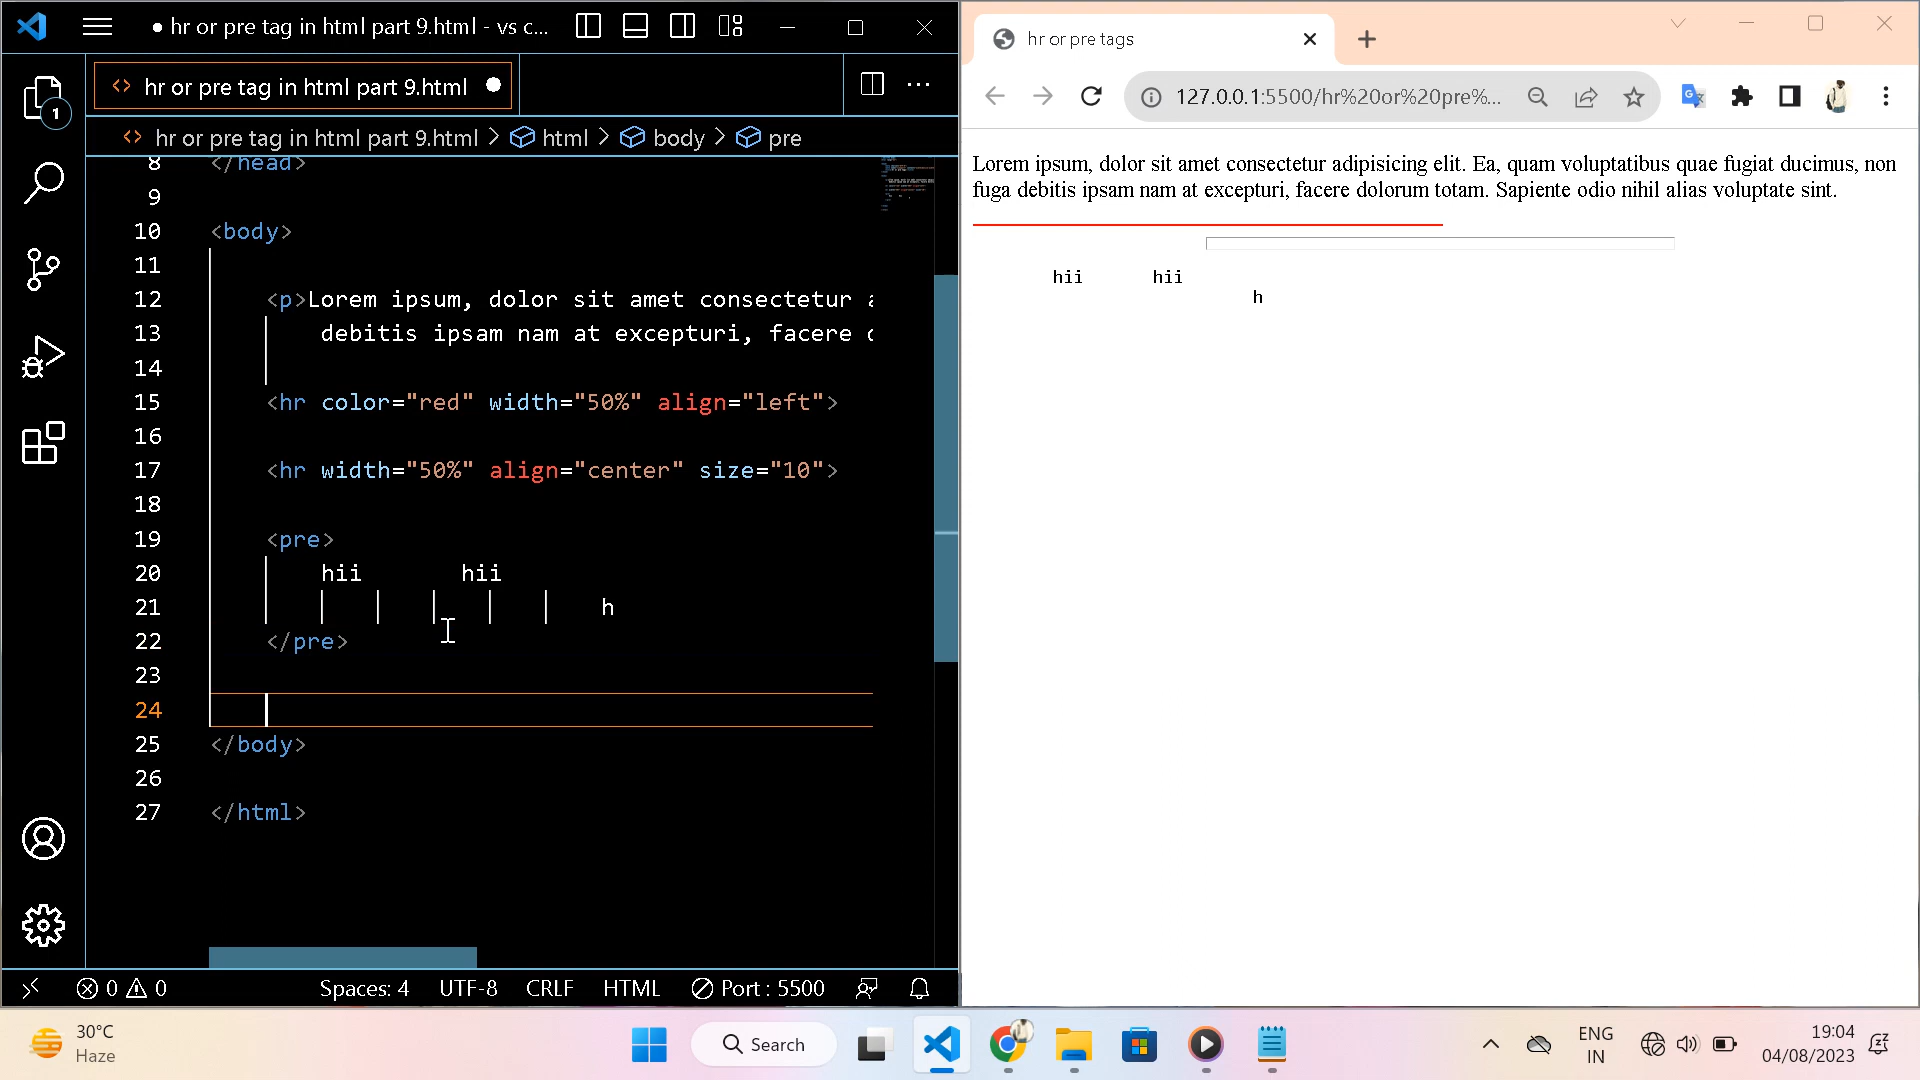 ● hr or pre tag in html part 9.html - vs c...
<> hr or pre tag in html part 9.html ●
<> hr or pre tag in html part 9.html > html > body > pre
1
8 </head>
9
10 <body>
11
12 <p>Lorem ipsum, dolor sit amet consectetur
13 debitis ipsam nam at excepturi, facere
14
15 <hr color="red" width="50%" align="left">
16
17 <hr width="50%" align="center" size="10">
18
19 <pre>
20 hii hii
21 h
22 </pre>
23
24
25 </body>
26
27 </html>
0 0 Spaces: 4 UTF-8 CRLF HTML Port : 5500
hr or pre tags
127.0.0.1:5500/hr%20or%20pre%...
Lorem ipsum, dolor sit amet consectetur adipisicing elit. Ea, quam voluptatibus quae fugiat ducimus, non
fuga debitis ipsam nam at excepturi, facere dolorum totam. Sapiente odio nihil alias voluptate sint.
hii hii
h
30°C
Haze
Search
ENG
IN
19:04
04/08/2023